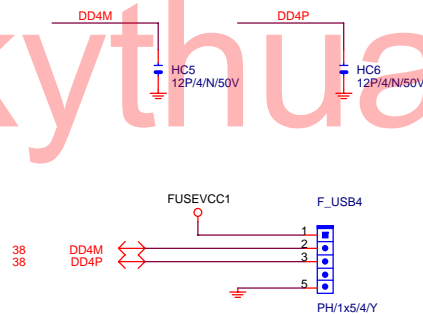 DD4M DD4P
HC5 HC6
12P/4/N/50V 12P/4/N/50V
kythua
FUSEVCC1 F_USB4
1
38 DD4M 2
38 DD4P 3
5
PH/1x5/4/Y